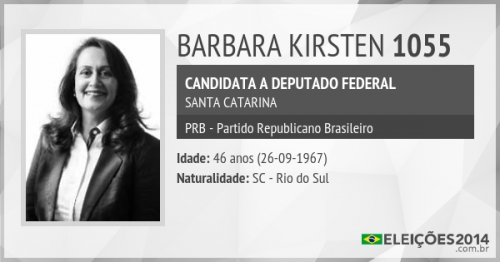 BARBARA KIRSTEN 1055
CANDIDATA A DEPUTADO FEDERAL
SANTA CATARINA
PRB - Partido Republicano Brasileiro
Idade: 46 anos (26-09-1967)
Naturalidade: SC - Rio do Sul
ELEIÇÕES2014
.com.br